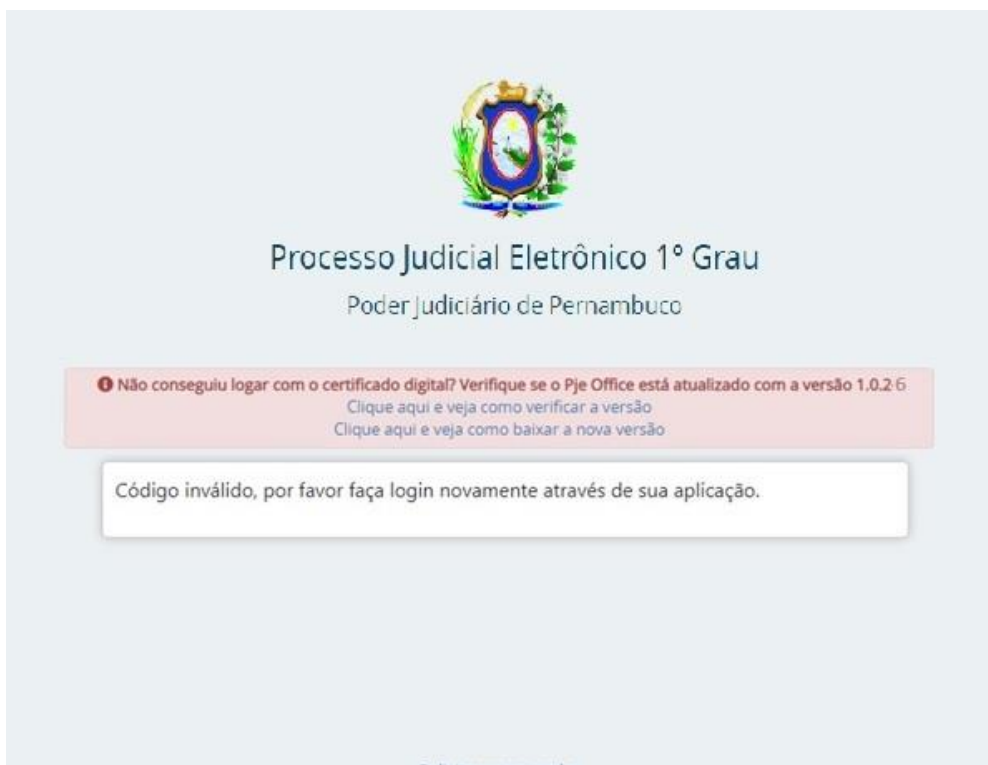 Processo Judicial Eletrônico 1º Grau
Poder Judiciário de Pernambuco
Não conseguiu logar com o certificado digital? Verifique se o Pje Office está atualizado com a versão 1.0.26
Clique aqui e veja como verificar a versão
Clique aqui e veja como baixar a nova versão
Código inválido, por favor faça login novamente através de sua aplicação.